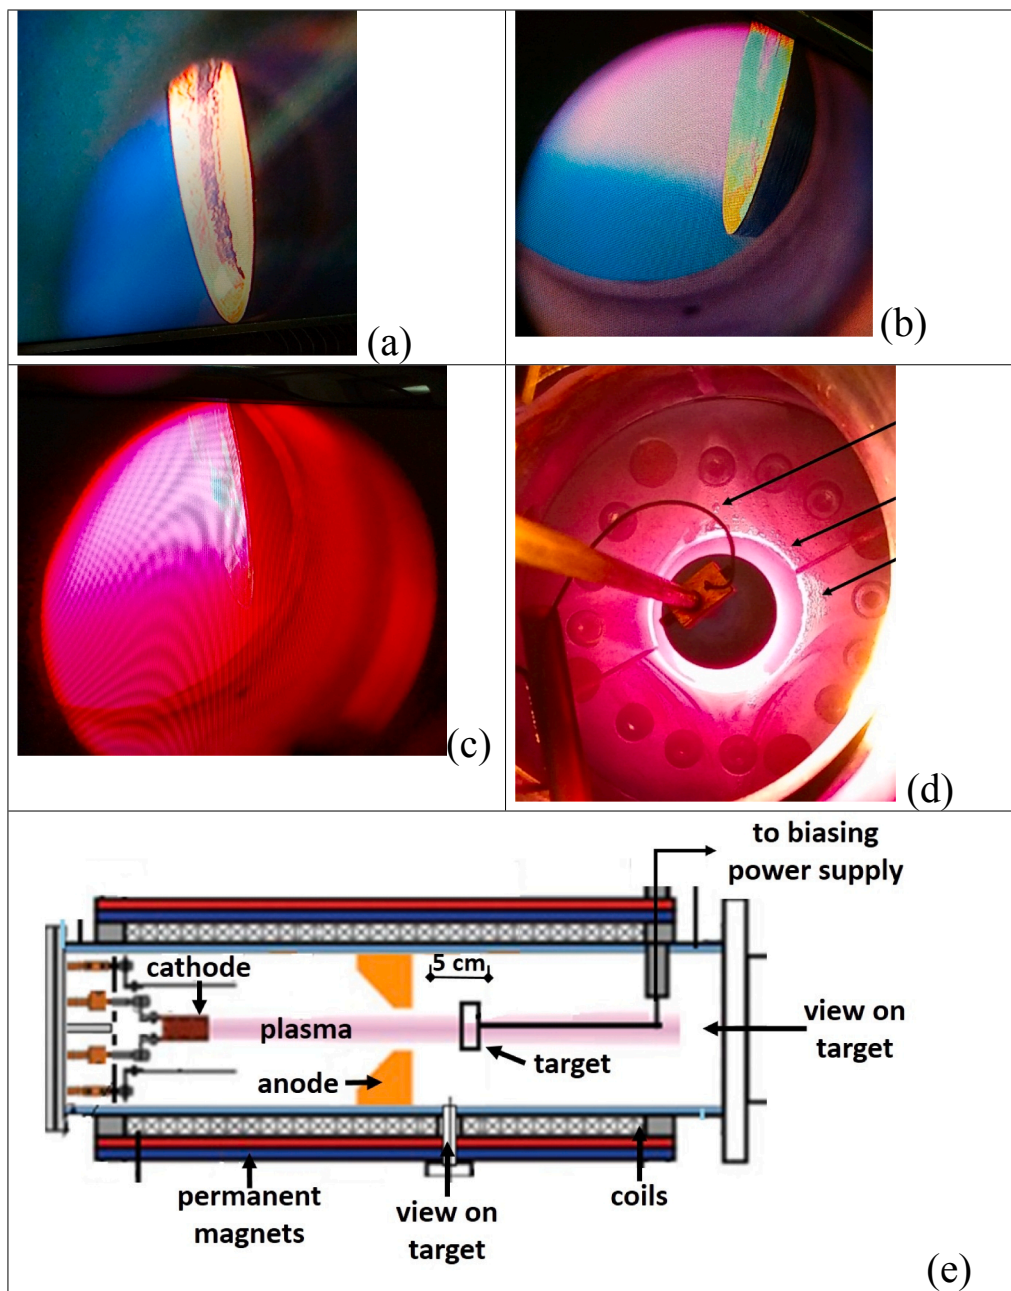 (a)
(b)
(c)
(d)
to biasing
power supply
cathode
5 cm
plasma
view on
target
target
anode
permanent
magnets
view on
target
coils
(e)